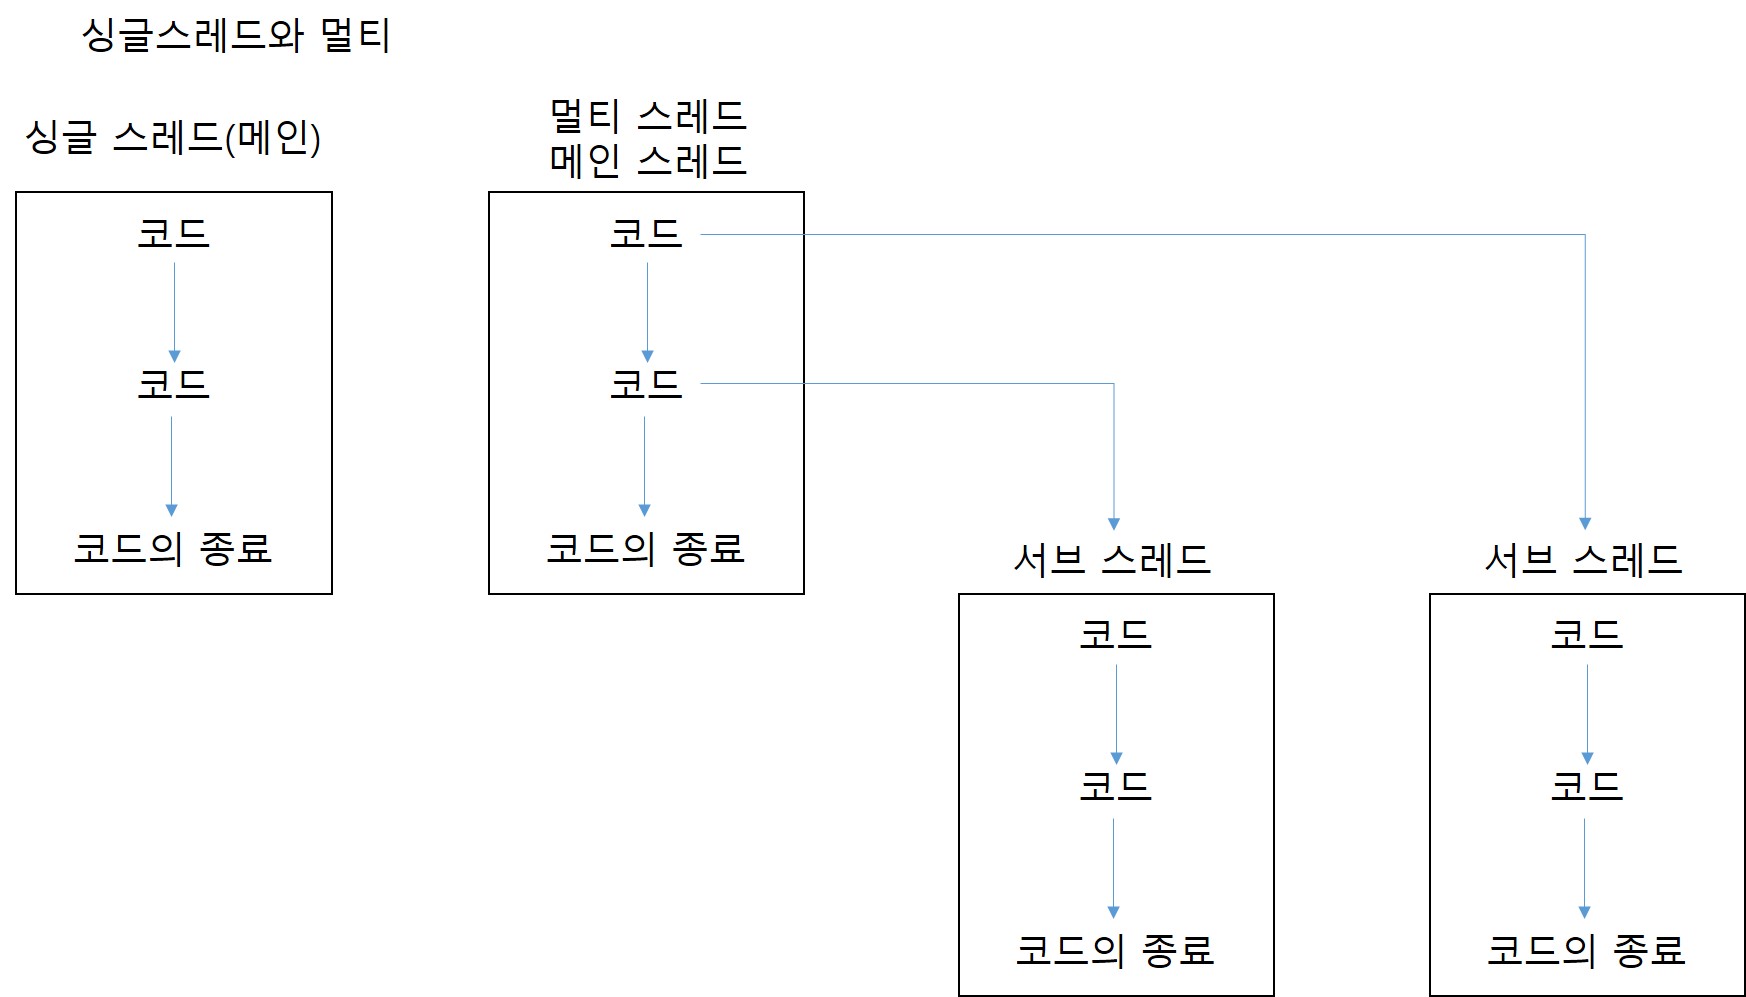 싱글스레드와 멀티
싱글 스레드(메인)
코드
코드
코드의 종료
멀티 스레드
메인 스레드
코드
코드
코드의 종료
서브 스레드
코드
코드
코드의 종료
서브 스레드
코드
코드
코드의 종료